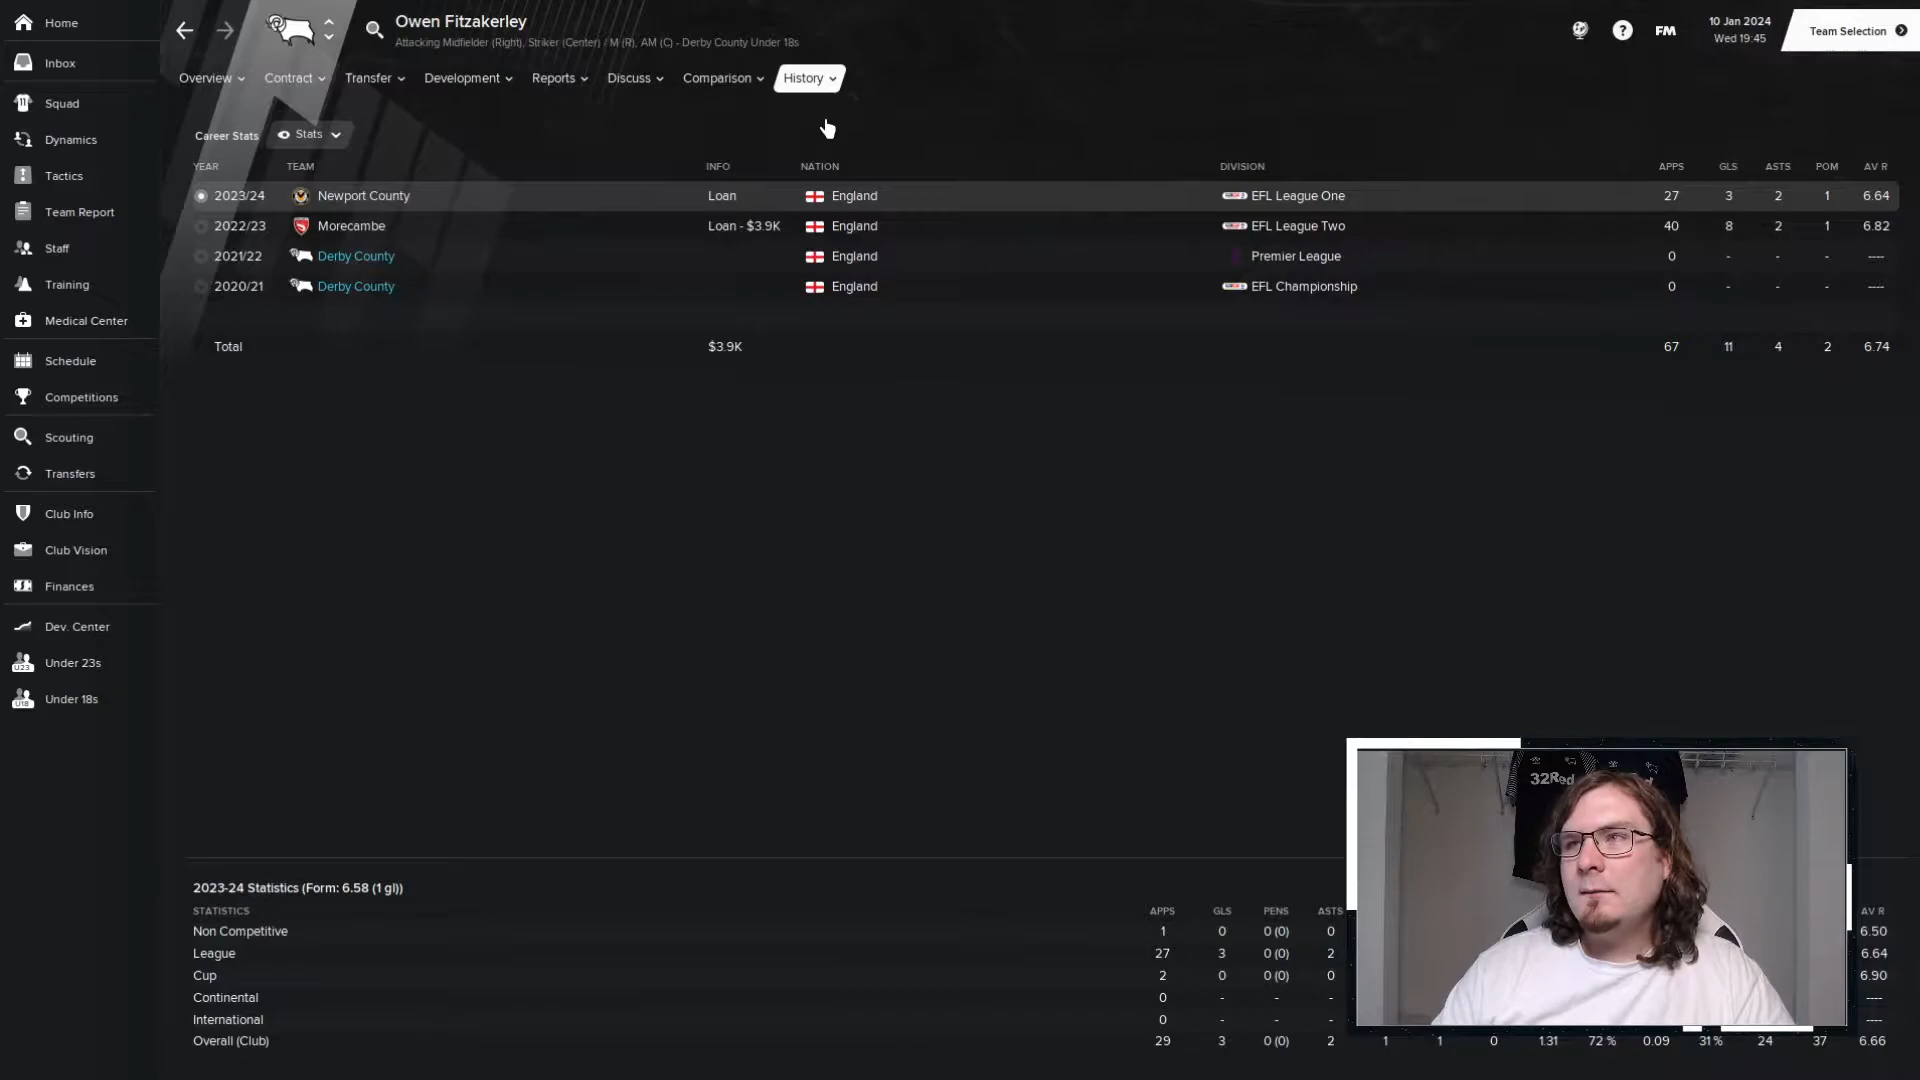 Home
Inbox
Squad
Dynamics
Tactics
Team Report
Staff
Training
Medical Center
Schedule
Competitions
Scouting
Transfers
Club Info
Club Vision
Finances
Dev. Center
U23 Under 23s
U18 Under 18s
Owen Fitzakerley
Attacking Midfielder (Right), Striker (Center) / M (R), AM (C) - Derby County Under 18s
FM
10 Jan 2024
Wed 19:45
Team Selection
Overview Contract Transfer Development Reports Discuss Comparison History
Career Stats Stats
YEAR TEAM INFO NATION DIVISION APPS GLS ASTS POM AV R
2023/24 Newport County Loan England EFL League One 27 3 2 1 6.64
2022/23 Morecambe Loan - $3.9K England EFL League Two 40 8 2 1 6.82
2021/22 Derby County England Premier League 0 - - - ----
2020/21 Derby County England EFL Championship 0 - - - ----
Total $3.9K 67 11 4 2 6.74
32Red
2023-24 Statistics (Form: 6.58 (1 gl))
STATISTICS APPS GLS PENS ASTS AV R
Non Competitive 1 0 0 (0) 0 6.50
League 27 3 0 (0) 2 6.64
Cup 2 0 0 (0) 0 6.90
Continental 0 - - - ----
International 0 - - - ----
Overall (Club) 29 3 0 (0) 2 1 1 0 1.31 72 % 0.09 31 % 24 37 6.66